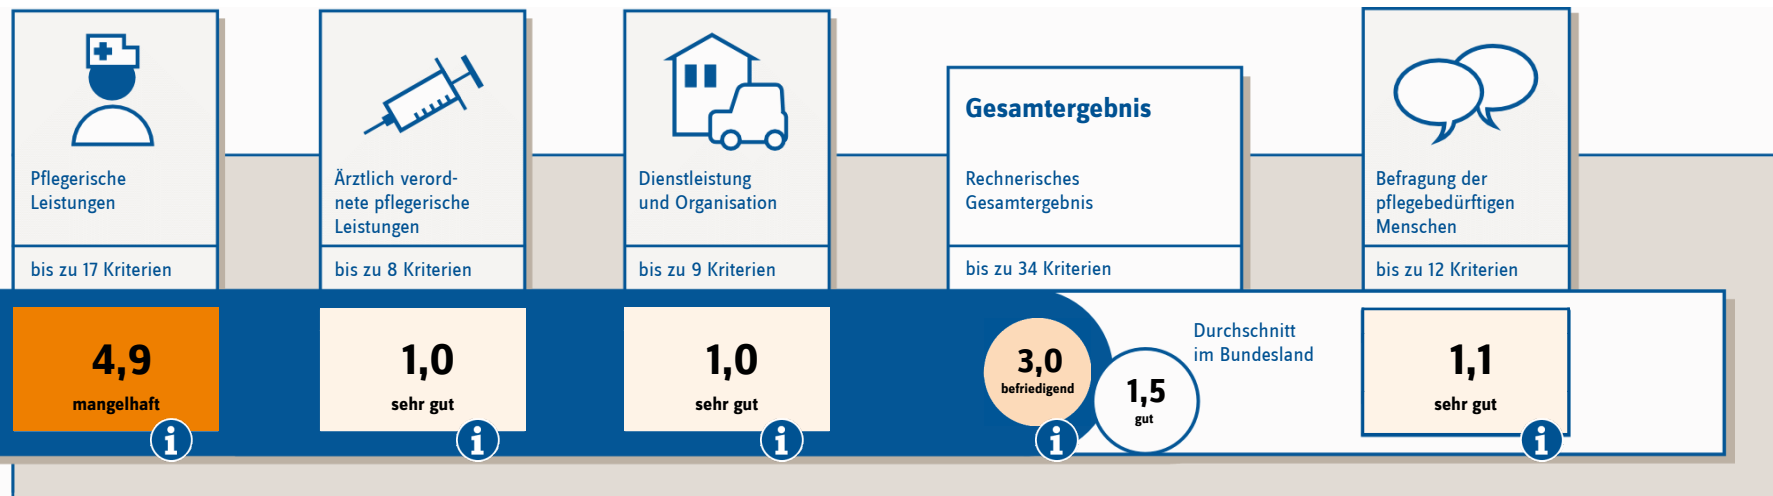 Pflegerische
Leistungen
bis zu 17 Kriterien
4,9
mangelhaft
i
Ärztlich verord-
nete pflegerische
Leistungen
bis zu 8 Kriterien
1,0
sehr gut
i
Dienstleistung
und Organisation
bis zu 9 Kriterien
1,0
sehr gut
i
Gesamtergebnis
Rechnerisches
Gesamtergebnis
bis zu 34 Kriterien
3,0
befriedigend
i
1,5
gut
Durchschnitt
im Bundesland
Befragung der
pflegebedürftigen
Menschen
bis zu 12 Kriterien
1,1
sehr gut
i